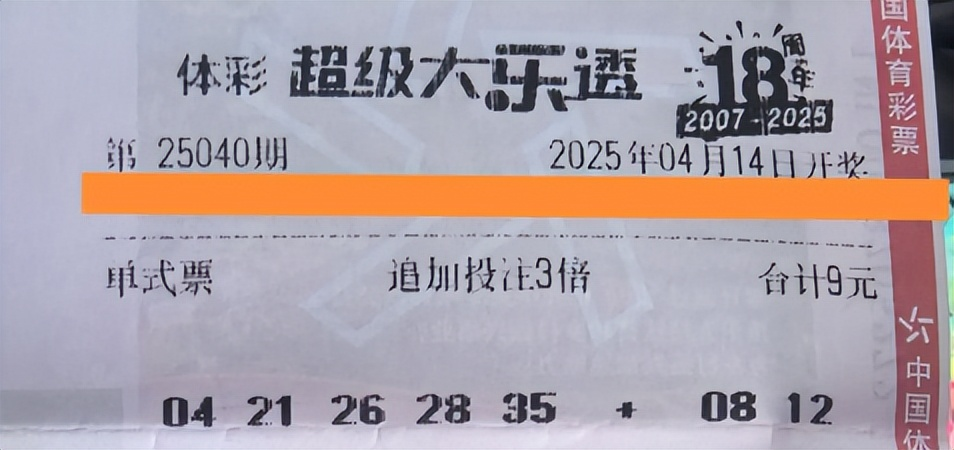 体彩 超级大乐透 18周年
2007-2025
第 25040期 2025年04月14日开奖
单式票 追加投注3倍 合计9元
04 21 26 28 35 + 08 12
国体育彩票
中国体